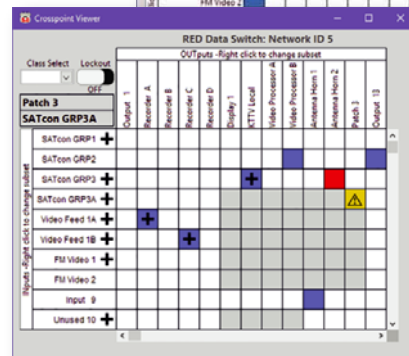 FM Video 2
Crosspoint Viewer
RED Data Switch: Network ID 5
OUTputs -Right click to change subset
Class Select
Lockout
OFF
Patch 3
SATcon GRP3A
Output 1
Recorder A
Recorder B
Recorder C
Recorder D
Display 1
KTTV Local
Video Processor A
Video Processor B
Antenna Horn 1
Antenna Horn 2
Patch 3
Output 13
INputs -Right click to change subset
SATcon GRP1
SATcon GRP2
SATcon GRP3
SATcon GRP3A
Video Feed 1A
Video Feed 1B
FM Video 1
FM Video 2
Input 9
Unused 10